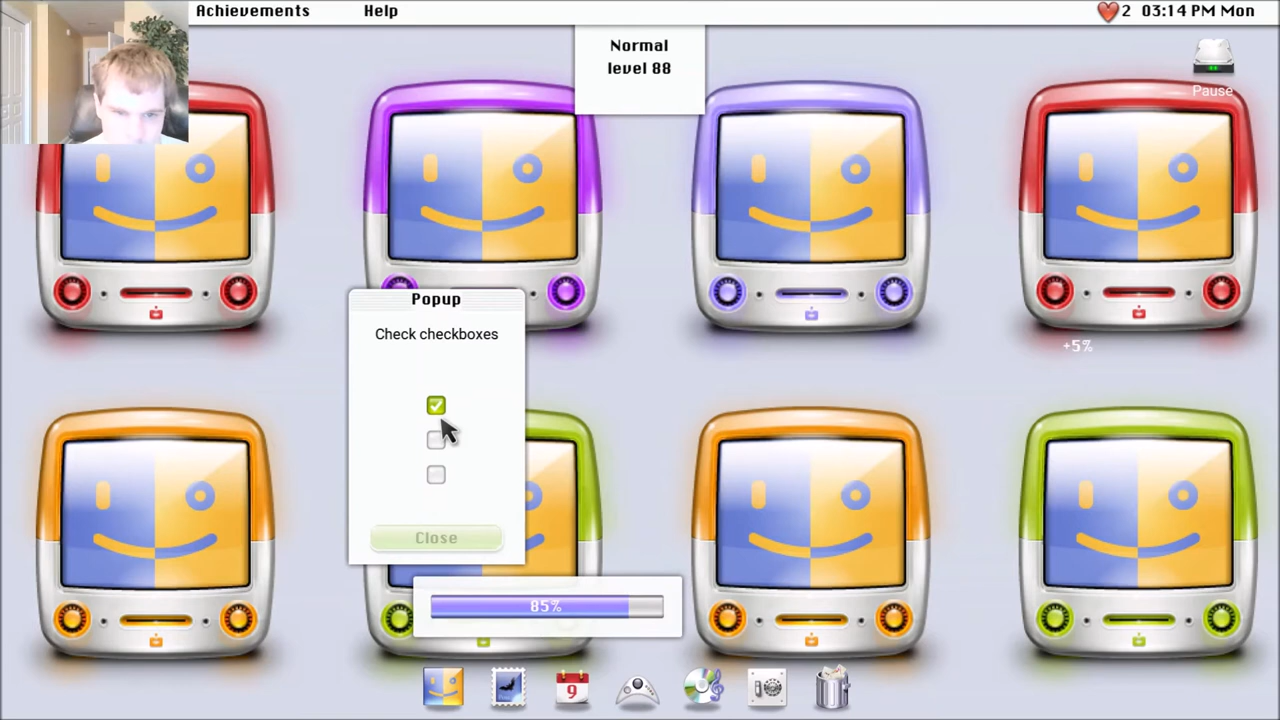 Achievements Help 2 03:14 PM Mon
Normal
level 88
Pause
Popup
Check checkboxes
+5%
Close
85%
9